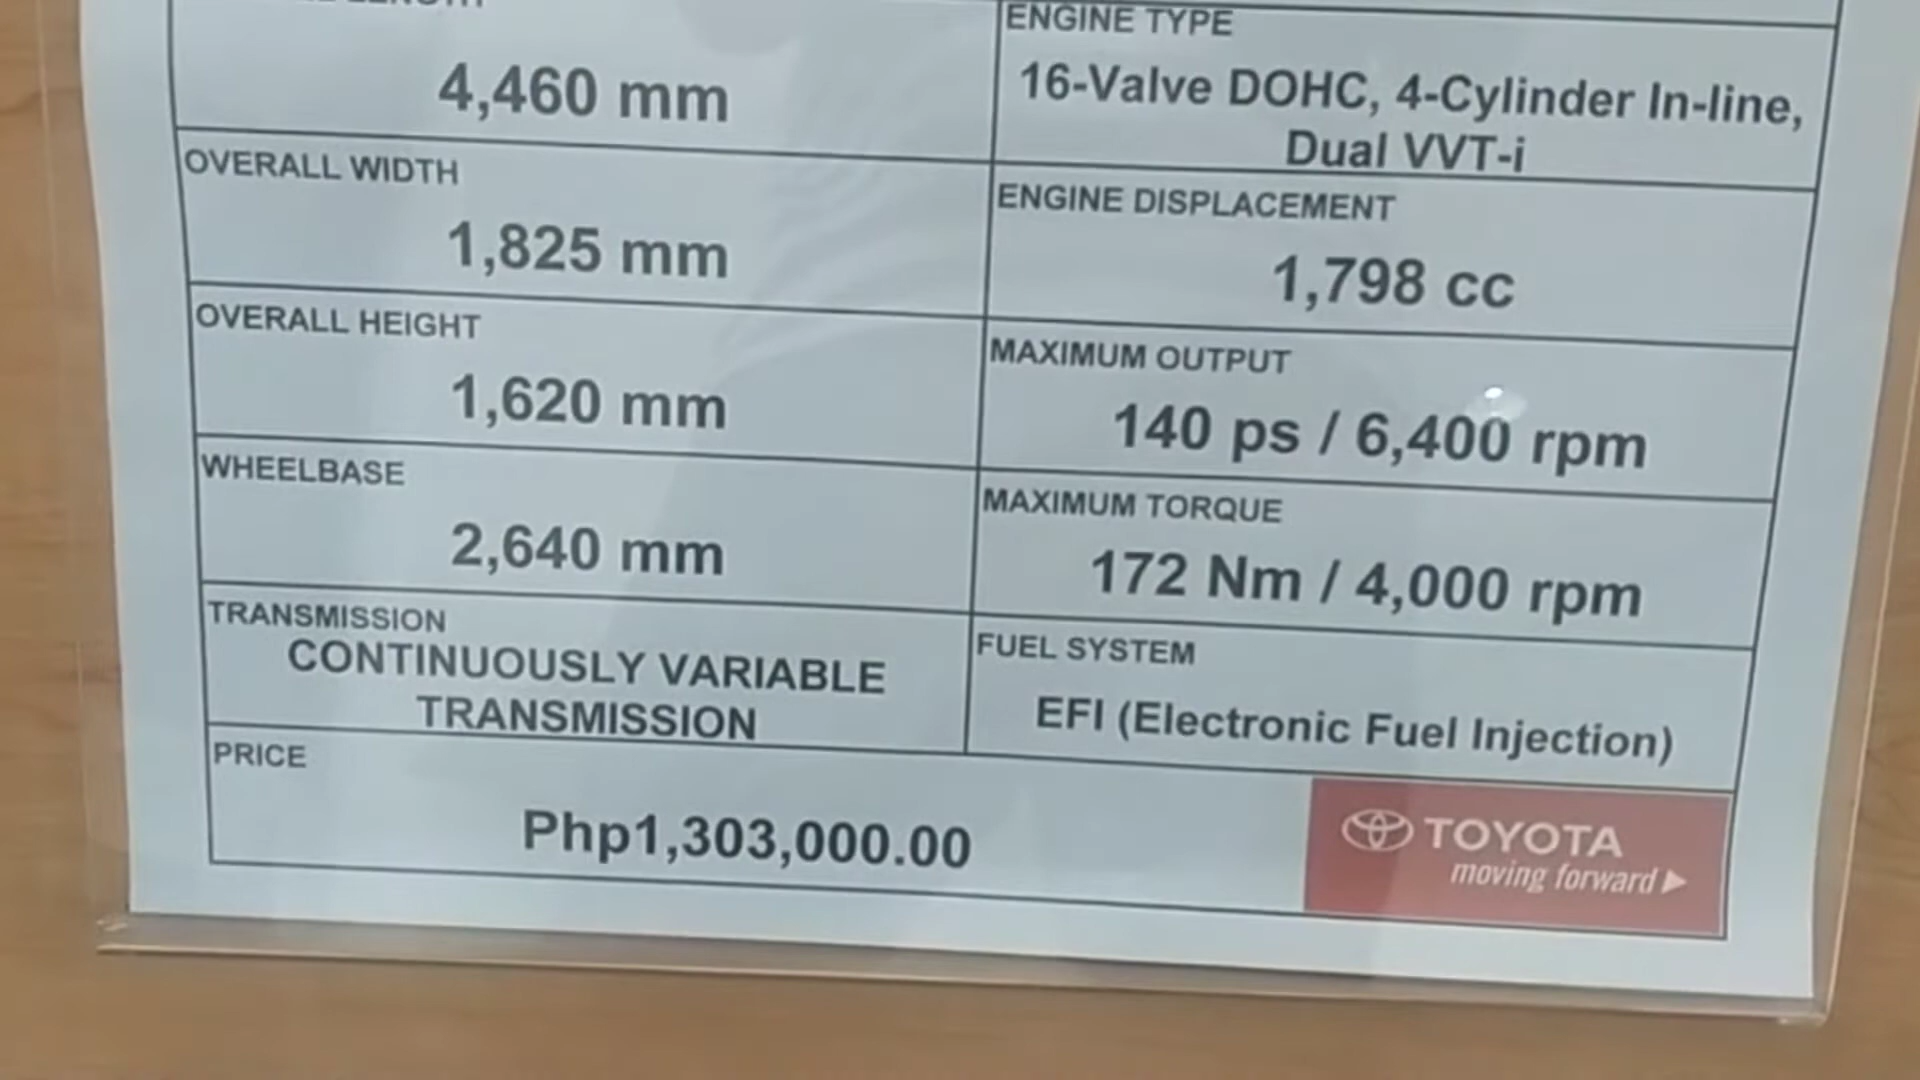 LENGTH
4,460 mm
OVERALL WIDTH
1,825 mm
OVERALL HEIGHT
1,620 mm
WHEELBASE
2,640 mm
TRANSMISSION
CONTINUOUSLY VARIABLE
TRANSMISSION
ENGINE TYPE
16-Valve DOHC, 4-Cylinder In-line,
Dual VVT-i
ENGINE DISPLACEMENT
1,798 cc
MAXIMUM OUTPUT
140 ps / 6,400 rpm
MAXIMUM TORQUE
172 Nm / 4,000 rpm
FUEL SYSTEM
EFI (Electronic Fuel Injection)
PRICE
Php1,303,000.00
TOYOTA
moving forward